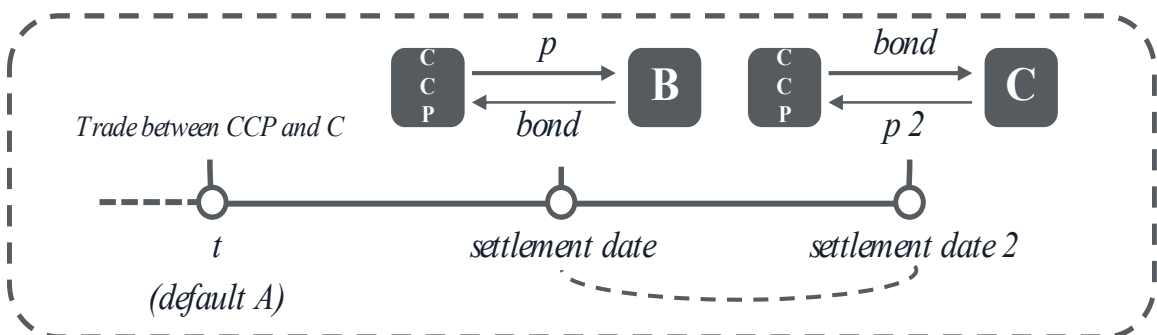 p
bond
C
C
P
B
C
C
P
C
Trade between CCP and C
bond
p 2
t
settlement date
settlement date 2
(default A)